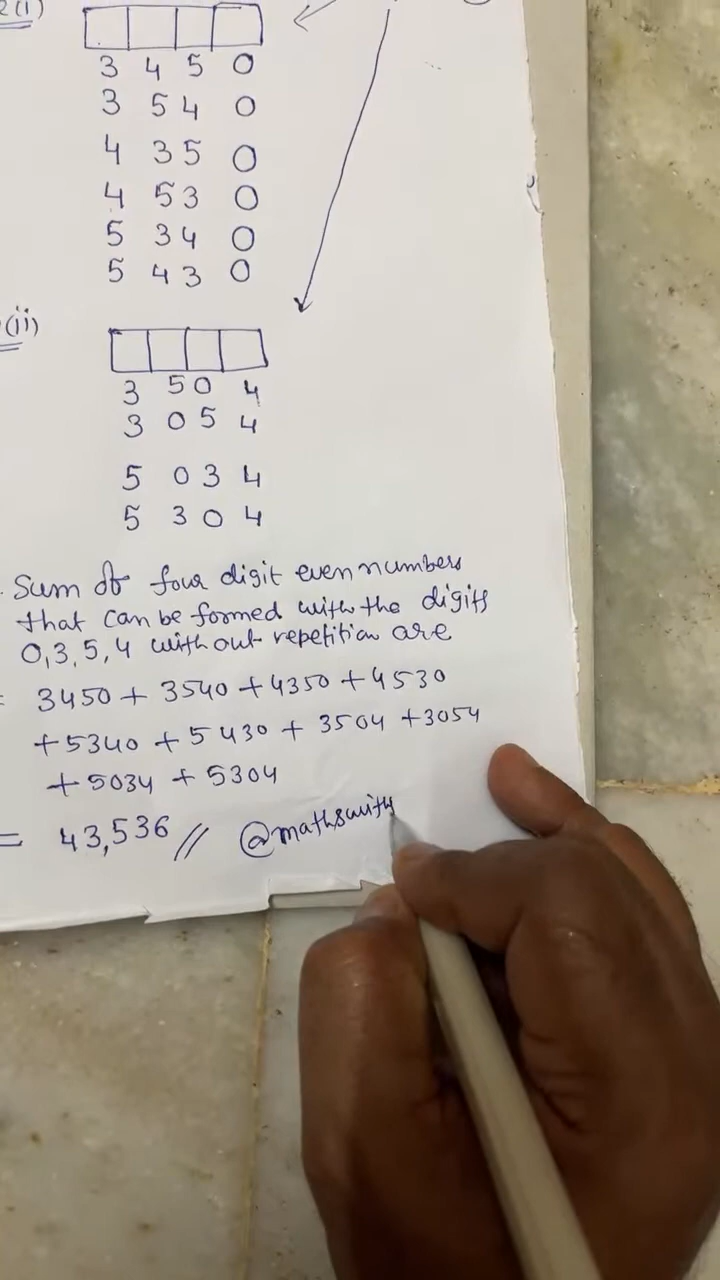 3 4 5 0
3 5 4 0
4 3 5 0
4 5 3 0
5 3 4 0
5 4 3 0
(ii)
3 5 0 4
3 0 5 4
5 0 3 4
5 3 0 4
Sum of four digit even numbers
that can be formed with the digits
0,3,5,4 without repetition are
= 3450 + 3540 + 4350 + 4530
+ 5340 + 5430 + 3504 + 3054
+ 5034 + 5304
= 43,536 // @mathswith